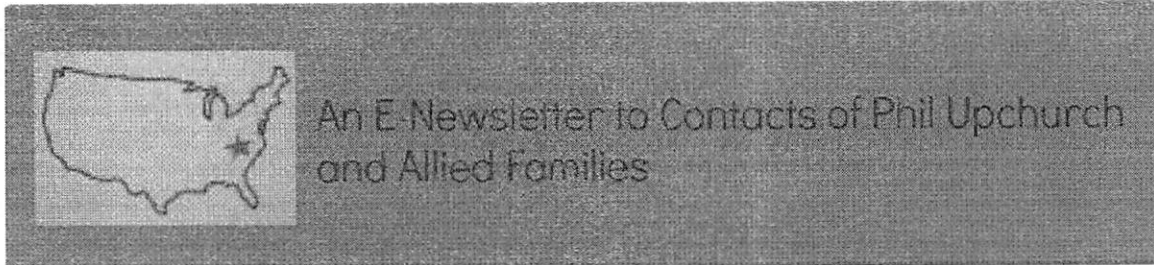 An E-Newsletter to Contacts of Phil Upchurch
and Allied Families